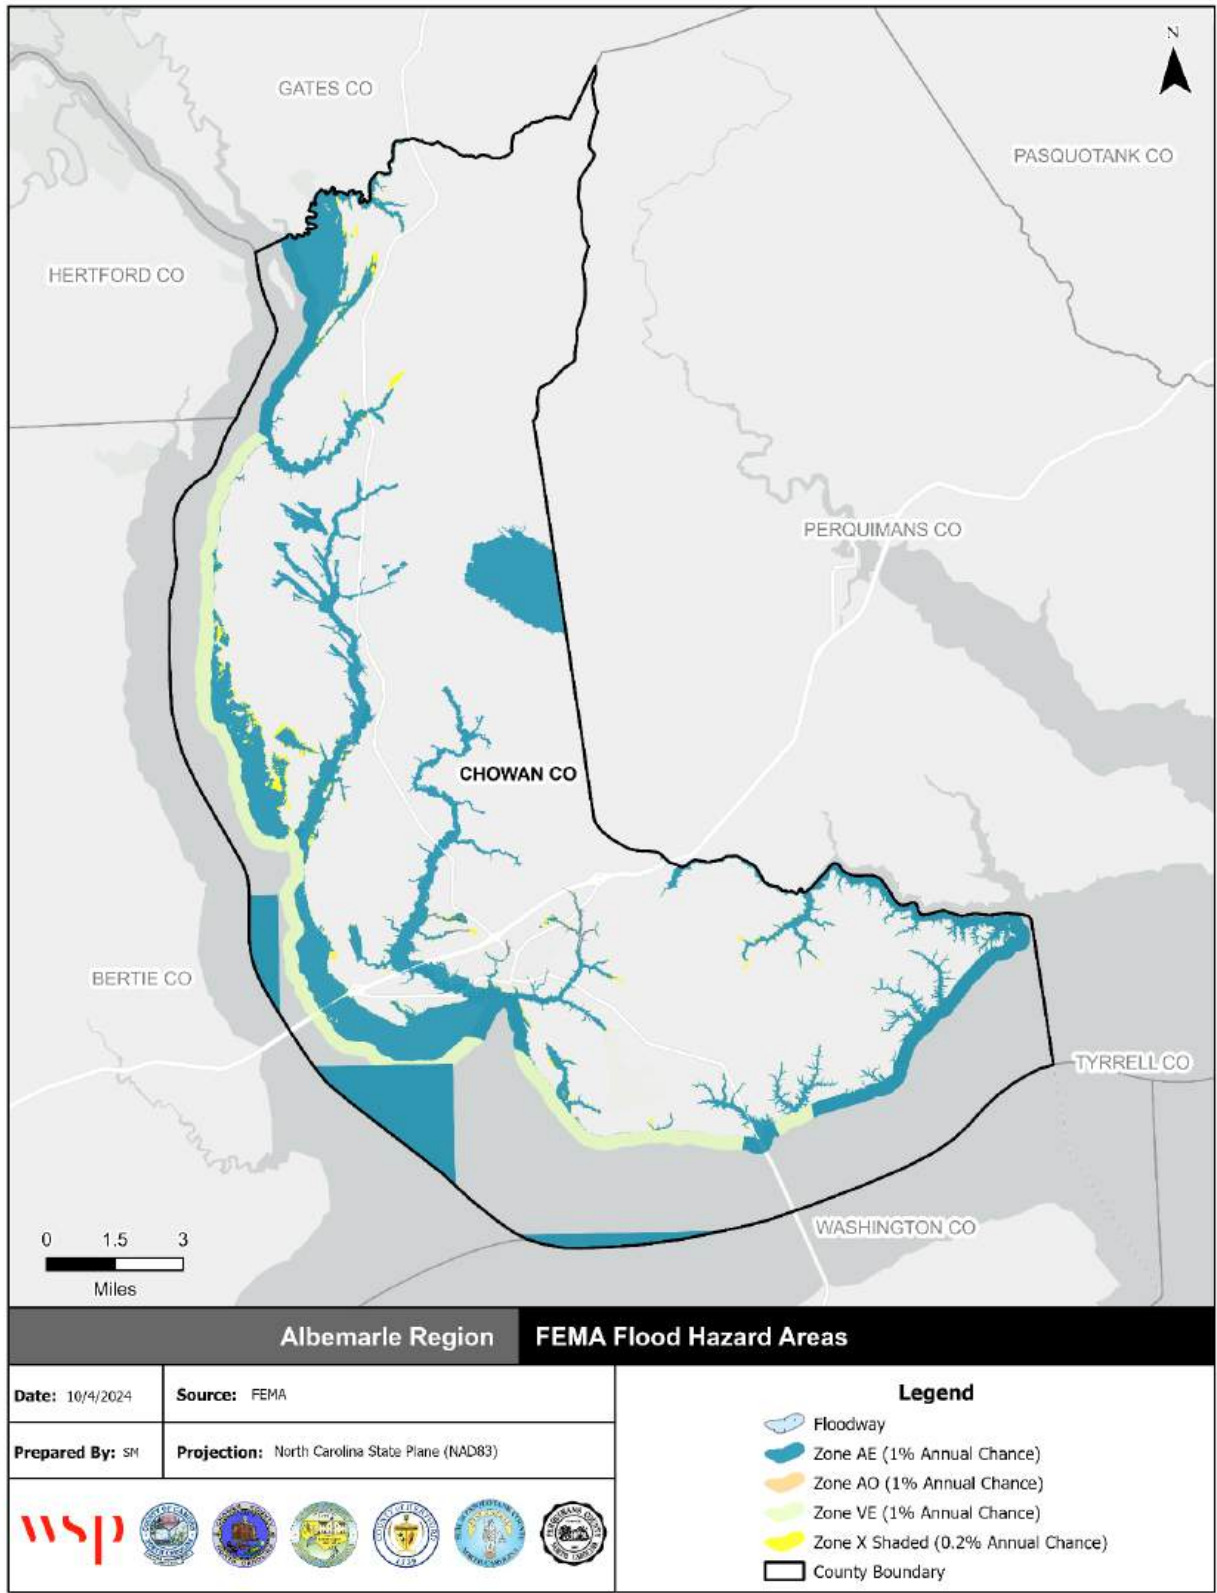 N
GATES CO
PASQUOTANK CO
HERTFORD CO
PERQUIMANS CO
CHOWAN CO
BERTIE CO
TYRRELL CO
WASHINGTON CO
0 1.5 3
Miles
Albemarle Region FEMA Flood Hazard Areas
Date: 10/4/2024 Source: FEMA
Prepared By: SM Projection: North Carolina State Plane (NAD83)
Legend
Floodway
Zone AE (1% Annual Chance)
Zone AO (1% Annual Chance)
Zone VE (1% Annual Chance)
Zone X Shaded (0.2% Annual Chance)
County Boundary
wsp